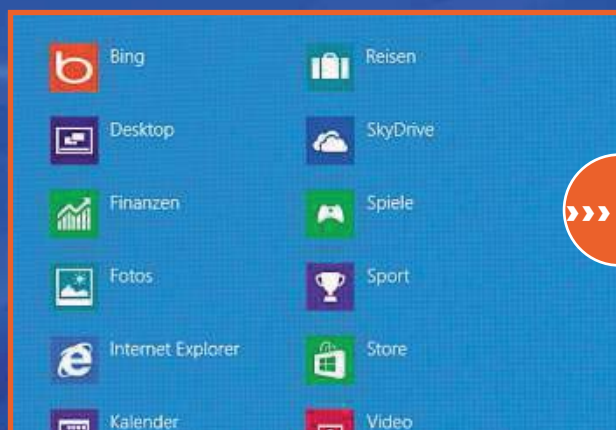 Bing
Desktop
Finanzen
Fotos
Internet Explorer
Kalender
Reisen
SkyDrive
Spiele
Sport
Store
Video